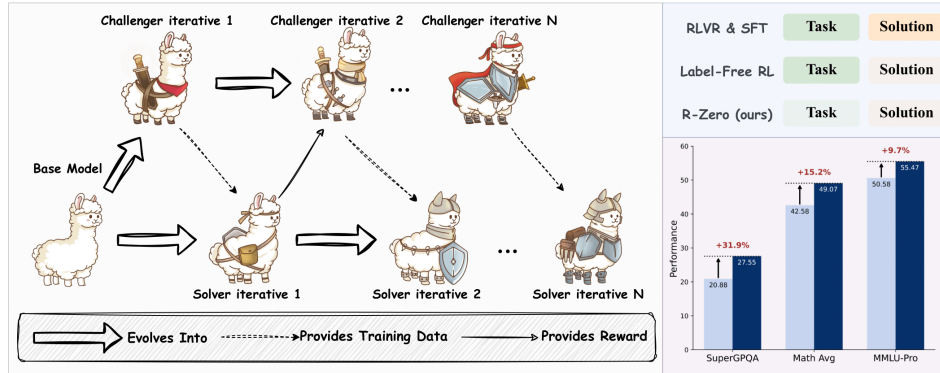 Challenger iterative 1
Challenger iterative 2
Challenger iterative N
...
Base Model
...
Solver iterative 1
Solver iterative 2
Solver iterative N
Evolves Into
Provides Training Data
Provides Reward
RLVR & SFT
Task
Solution
Label-Free RL
Task
Solution
R-Zero (ours)
Task
Solution
Performance
60
50
40
30
20
10
0
+31.9%
20.88
27.55
+15.2%
42.58
49.07
+9.7%
50.58
55.47
SuperGPQA
Math Avg
MMLU-Pro